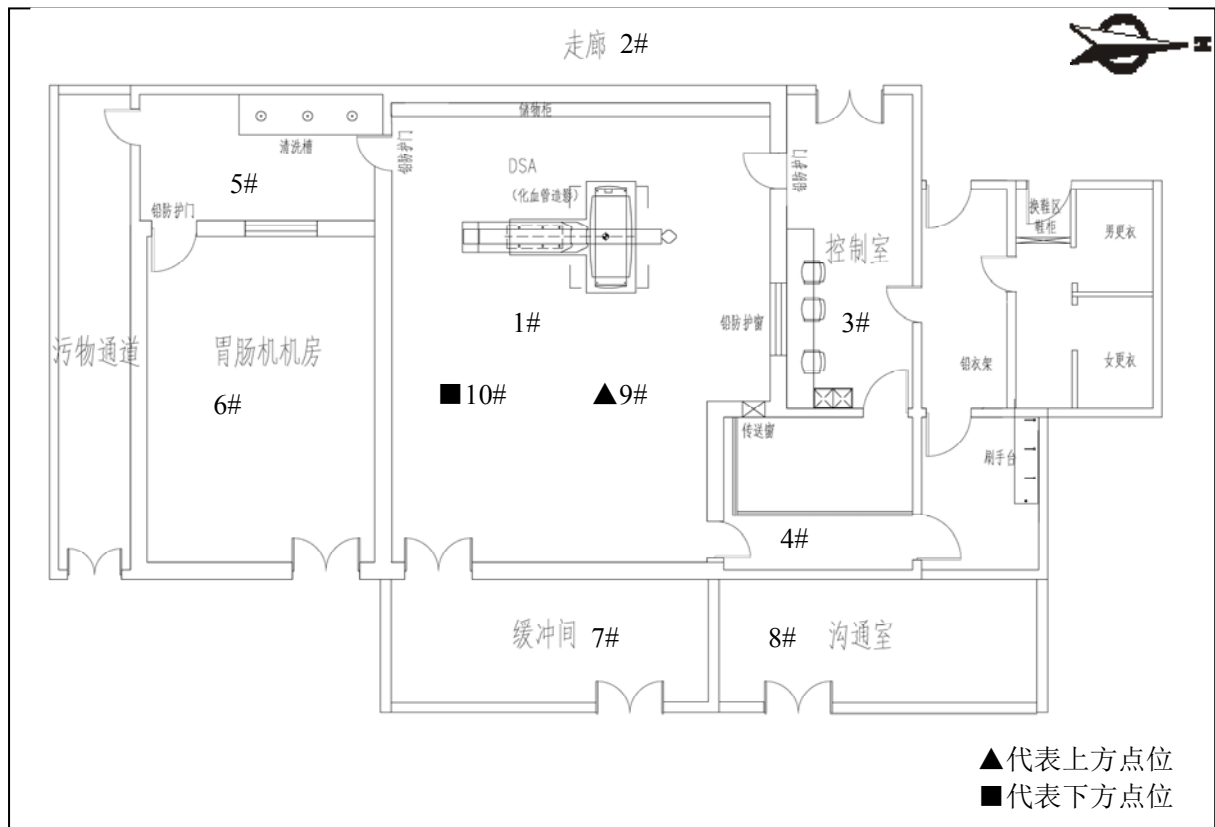 走廊 2#
储物柜
清洗槽
铅防护门
DSA
(化血管造影)
铅防护门
5#
铅防护门
换鞋区
鞋柜
男更衣
控制室
1#
铅防护窗
3#
污物通道
胃肠机机房
铅衣架
女更衣
6#
■10#
▲9#
传送窗
刷手台
4#
缓冲间 7#
8# 沟通室
▲代表上方点位
■代表下方点位